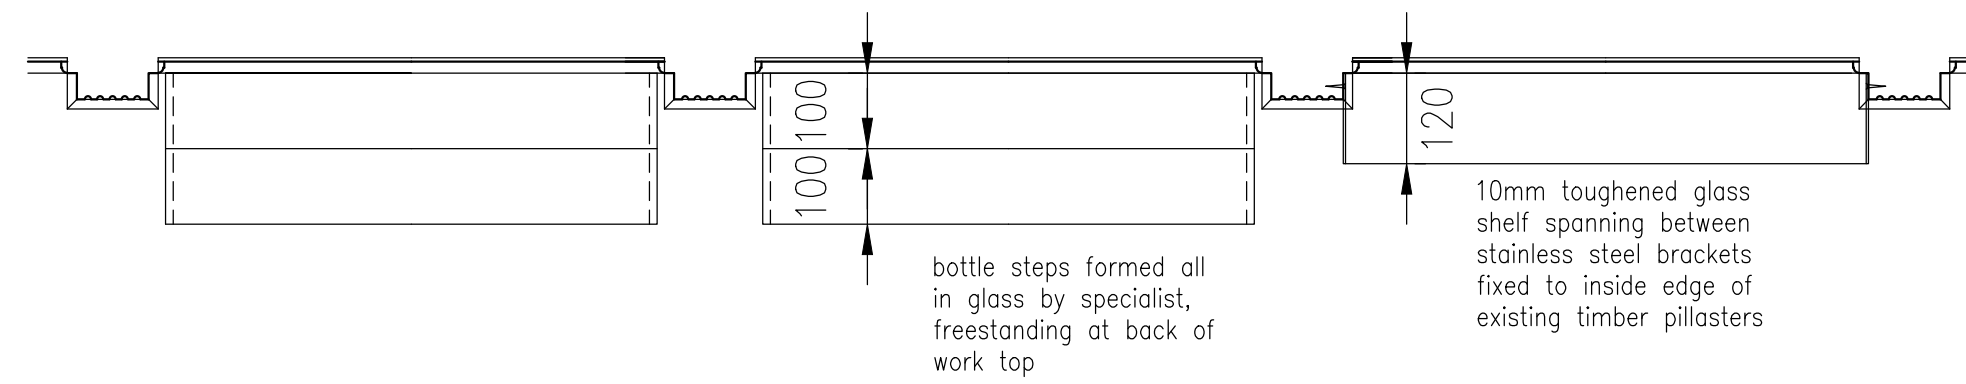 100
100
120
bottle steps formed all
in glass by specialist,
freestanding at back of
work top
10mm toughened glass
shelf spanning between
stainless steel brackets
fixed to inside edge of
existing timber pillasters